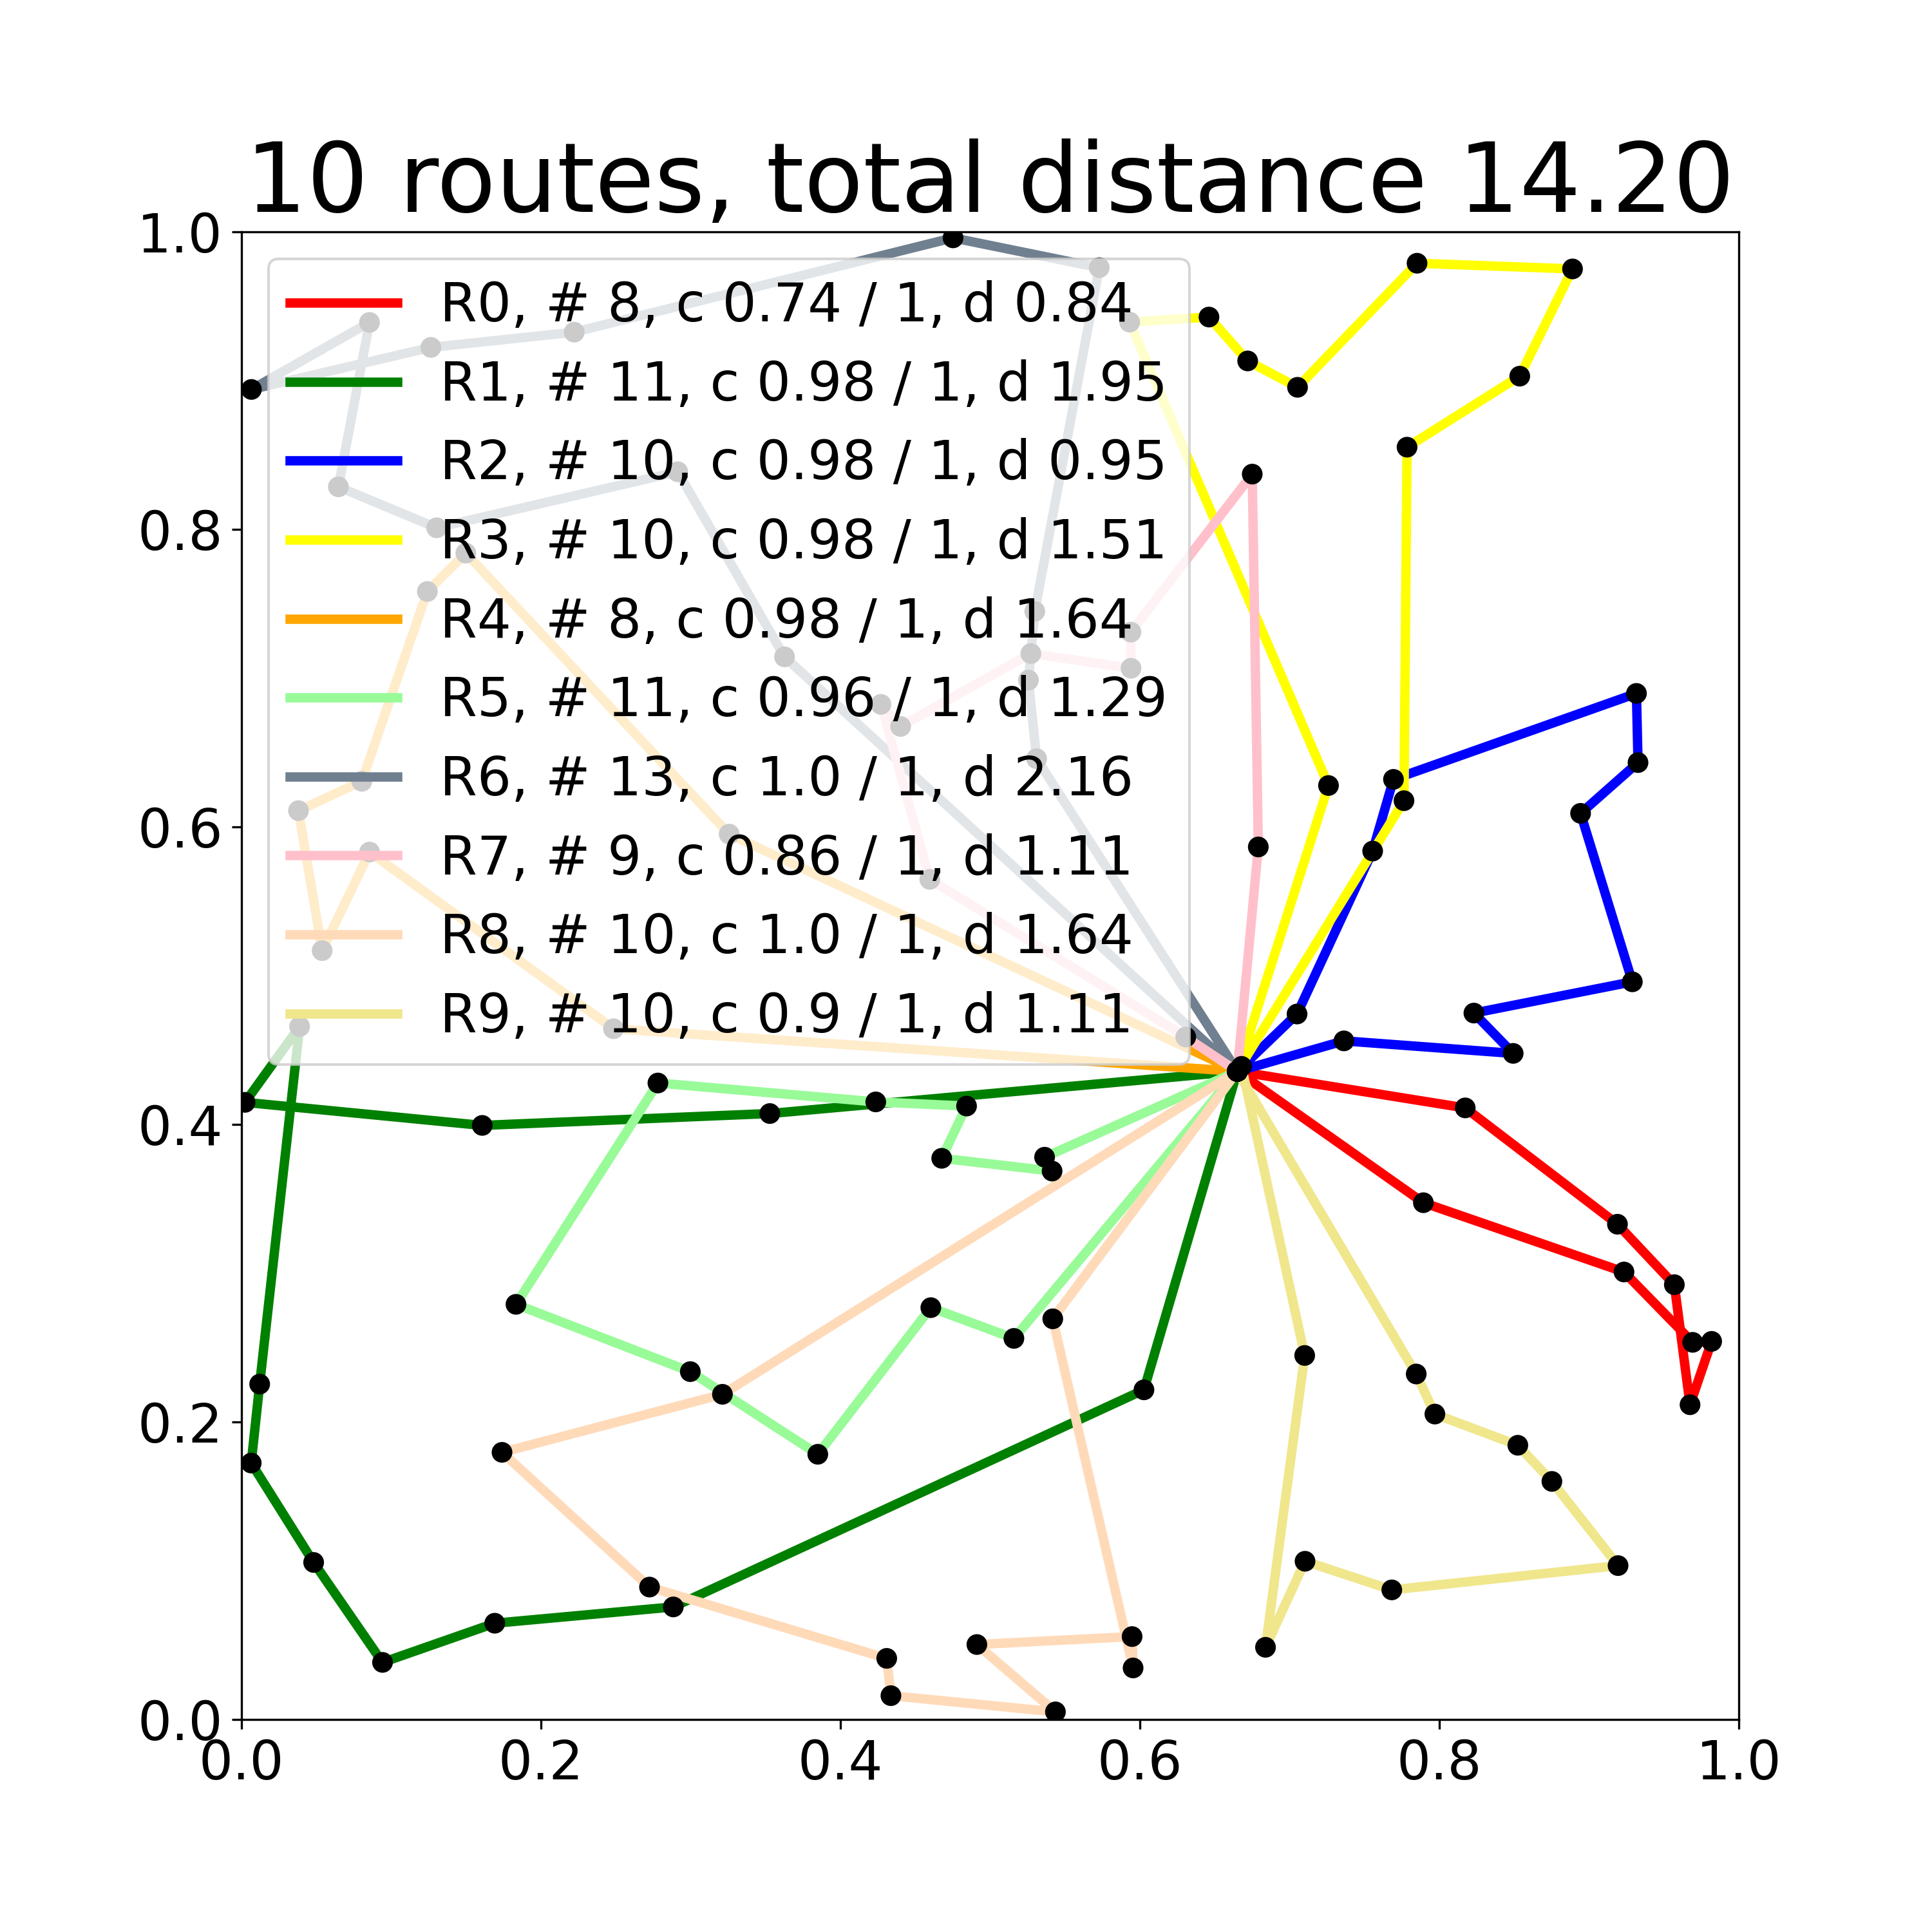 10 routes, total distance 14.20
1.0
0.8
0.6
0.4
0.2
0.0
R0, # 8, c 0.74 / 1, d 0.84
R1, # 11, c 0.98 / 1, d 1.95
R2, # 10, c 0.98 / 1, d 0.95
R3, # 10, c 0.98 / 1, d 1.51
R4, # 8, c 0.98 / 1, d 1.64
R5, # 11, c 0.96 / 1, d 1.29
R6, # 13, c 1.0 / 1, d 2.16
R7, # 9, c 0.86 / 1, d 1.11
R8, # 10, c 1.0 / 1, d 1.64
R9, # 10, c 0.9 / 1, d 1.11
0.0 0.2 0.4 0.6 0.8 1.0